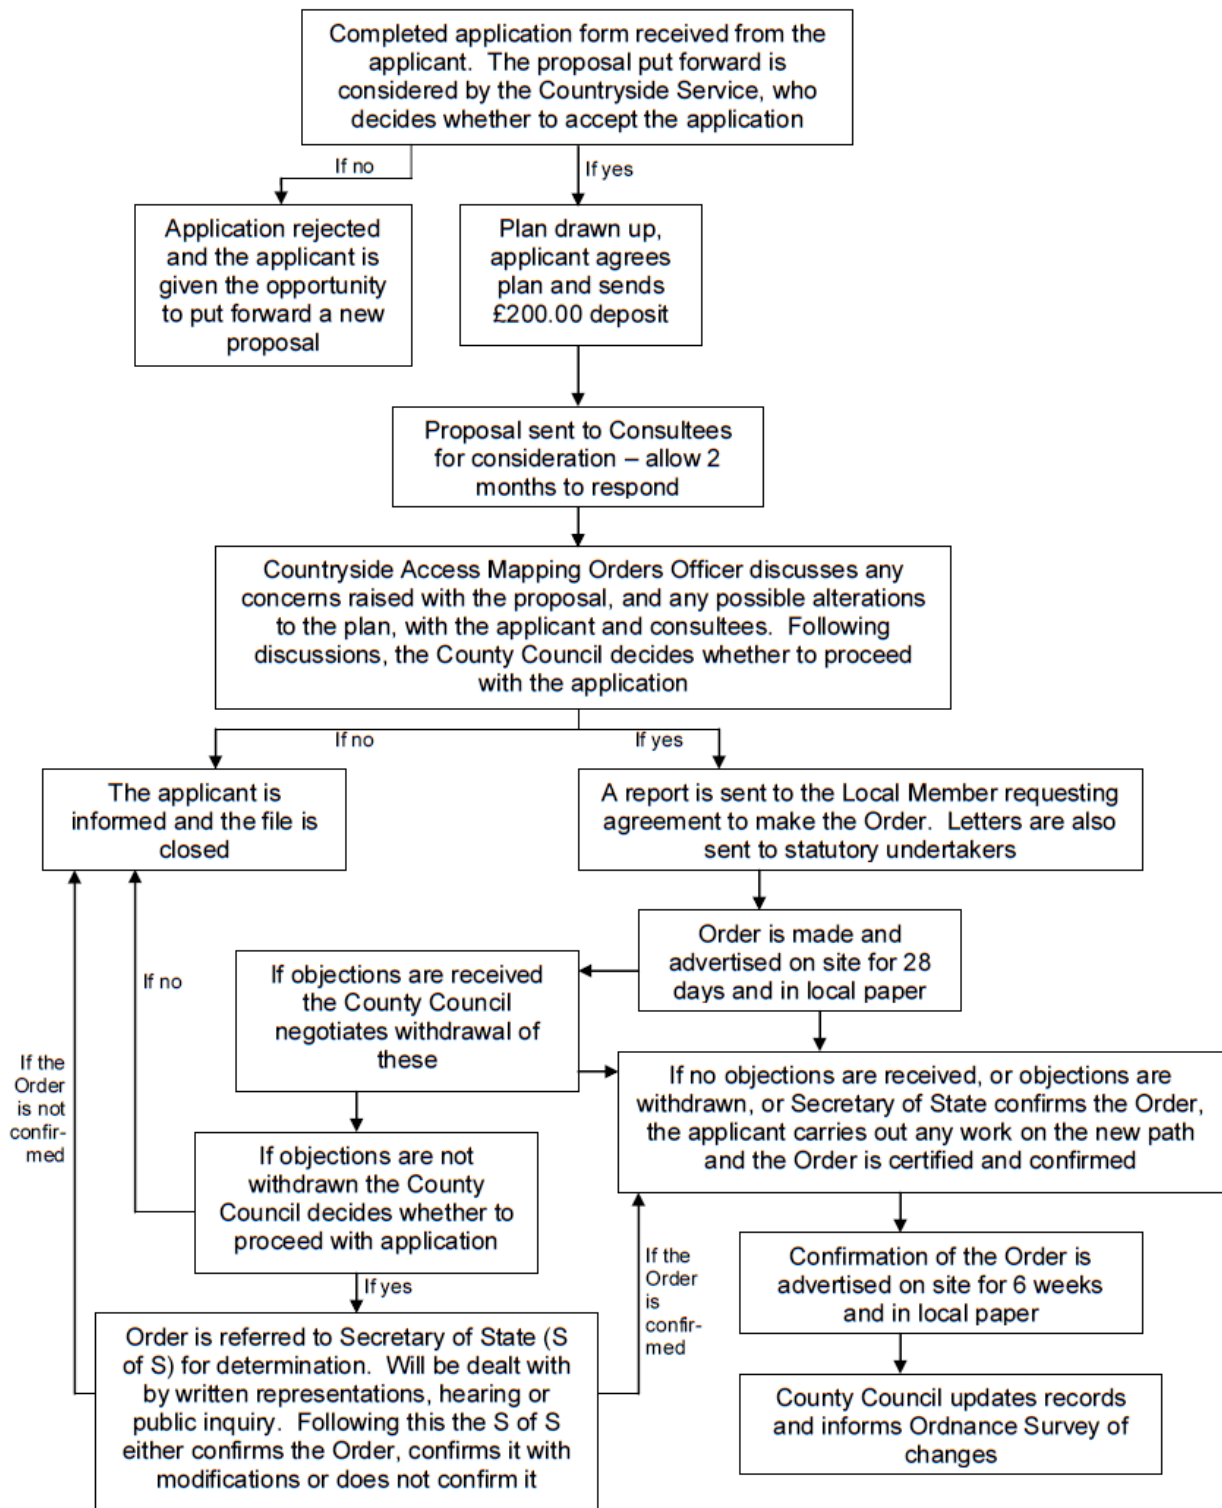 Completed application form received from the
applicant.  The proposal put forward is
considered by the Countryside Service, who
decides whether to accept the application
If no
If yes
Application rejected
and the applicant is
given the opportunity
to put forward a new
proposal
Plan drawn up,
applicant agrees
plan and sends
£200.00 deposit
Proposal sent to Consultees
for consideration – allow 2
months to respond
Countryside Access Mapping Orders Officer discusses any
concerns raised with the proposal, and any possible alterations
to the plan, with the applicant and consultees.  Following
discussions, the County Council decides whether to proceed
with the application
If no
If yes
The applicant is
informed and the file is
closed
A report is sent to the Local Member requesting
agreement to make the Order.  Letters are also
sent to statutory undertakers
Order is made and
advertised on site for 28
days and in local paper
If objections are received
the County Council
negotiates withdrawal of
these
If no
If the
Order
is not
confir-
med
If no objections are received, or objections are
withdrawn, or Secretary of State confirms the Order,
the applicant carries out any work on the new path
and the Order is certified and confirmed
If objections are not
withdrawn the County
Council decides whether to
proceed with application
If yes
If the
Order
is
confir-
med
Confirmation of the Order is
advertised on site for 6 weeks
and in local paper
Order is referred to Secretary of State (S
of S) for determination.  Will be dealt with
by written representations, hearing or
public inquiry.  Following this the S of S
either confirms the Order, confirms it with
modifications or does not confirm it
County Council updates records
and informs Ordnance Survey of
changes